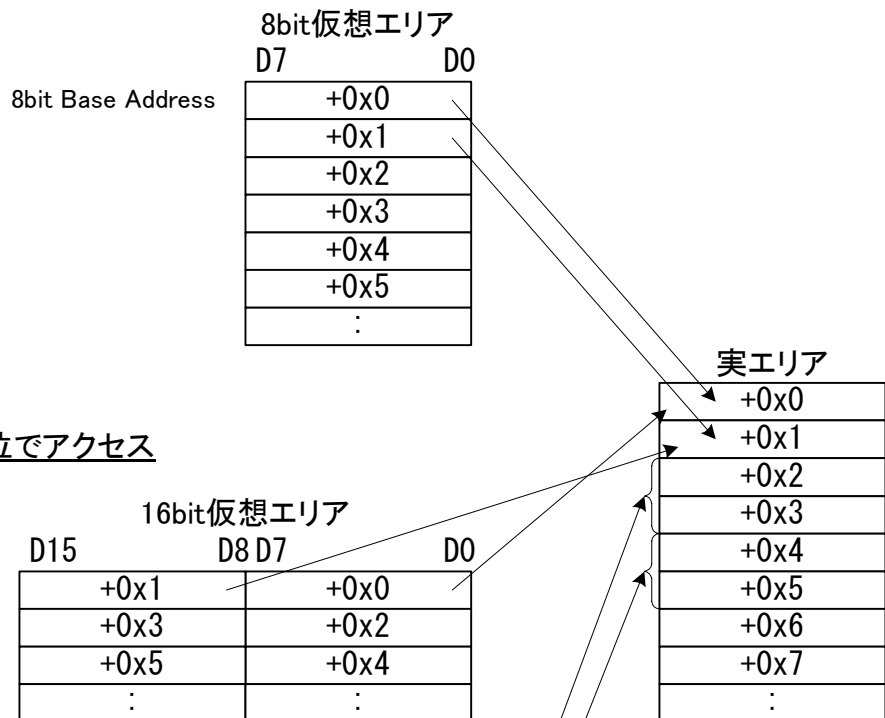 8bit仮想エリア
D7 D0
8bit Base Address
+0x0
+0x1
+0x2
+0x3
+0x4
+0x5
:
実エリア
+0x0
+0x1
+0x2
+0x3
+0x4
+0x5
+0x6
+0x7
:
位でアクセス
16bit仮想エリア
D15 D8 D7 D0
+0x1 +0x0
+0x3 +0x2
+0x5 +0x4
: :